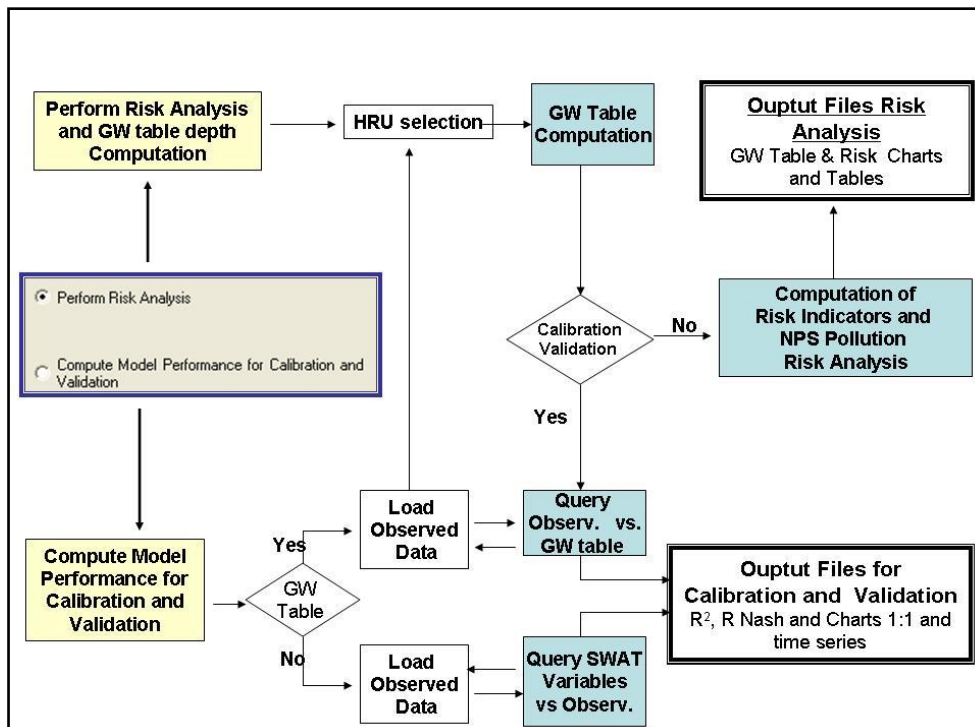 Perform Risk Analysis
and GW table depth
Computation
HRU selection
GW Table
Computation
Ouptut Files Risk
Analysis
GW Table & Risk Charts
and Tables
Perform Risk Analysis
Compute Model Performance for Calibration and
Validation
Calibration
Validation
No
Computation of
Risk Indicators and
NPS Pollution
Risk Analysis
Yes
Compute Model
Performance for
Calibration and
Validation
GW
Table
Yes
Load
Observed
Data
Query
Observ. vs.
GW table
No
Load
Observed
Data
Query SWAT
Variables
vs Observ.
Ouptut Files for
Calibration and Validation
R², R Nash and Charts 1:1 and
time series